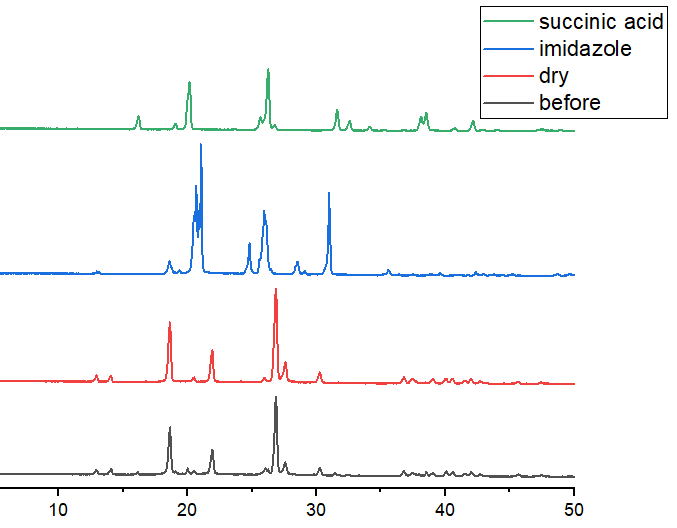 succinic acid
imidazole
dry
before
10 20 30 40 50